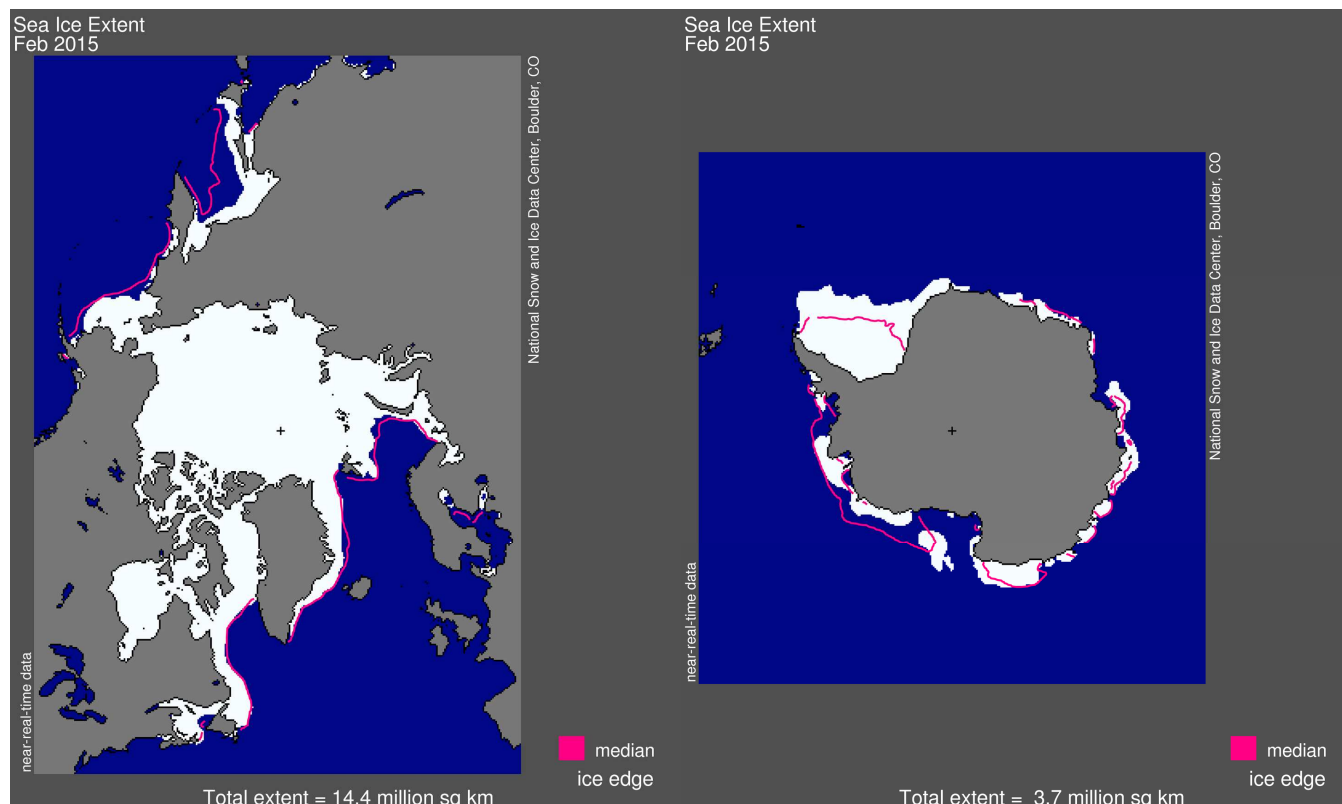 Sea Ice Extent
Feb 2015
National Snow and Ice Data Center, Boulder, CO
near-real-time data
median
ice edge
Total extent = 14.4 million sq km
Sea Ice Extent
Feb 2015
National Snow and Ice Data Center, Boulder, CO
near-real-time data
median
ice edge
Total extent = 3.7 million sq km